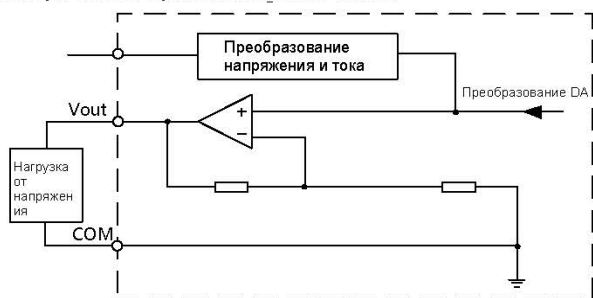 Преобразование
напряжения и тока
Преобразование DA
Vout
+
−
Нагрузка
от
напряжен
ия
COM